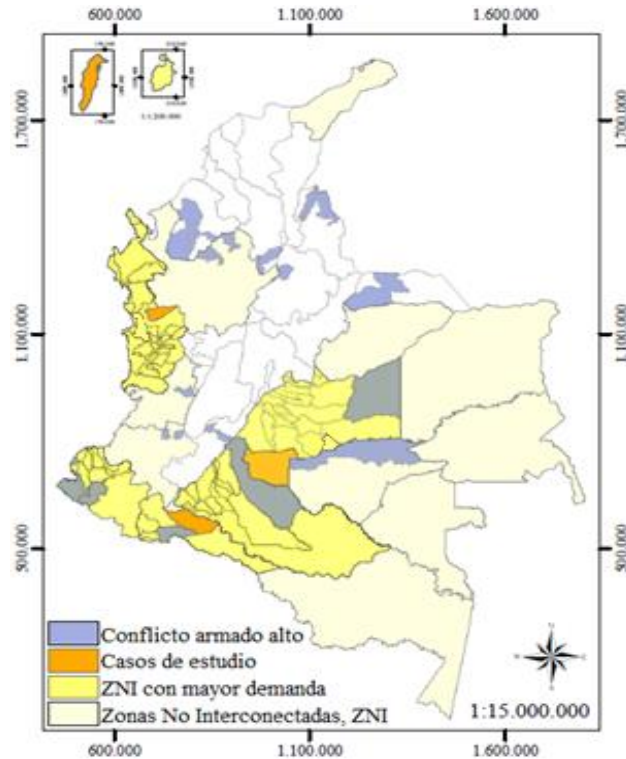 600.000 1.100.000 1.600.000
1:1.200.000
1.700.000 1.700.000
1.100.000 1.100.000
500.000 500.000
Conflicto armado alto
Casos de estudio
ZNI con mayor demanda
Zonas No Interconectadas, ZNI
1:15.000.000
600.000 1.100.000 1.600.000